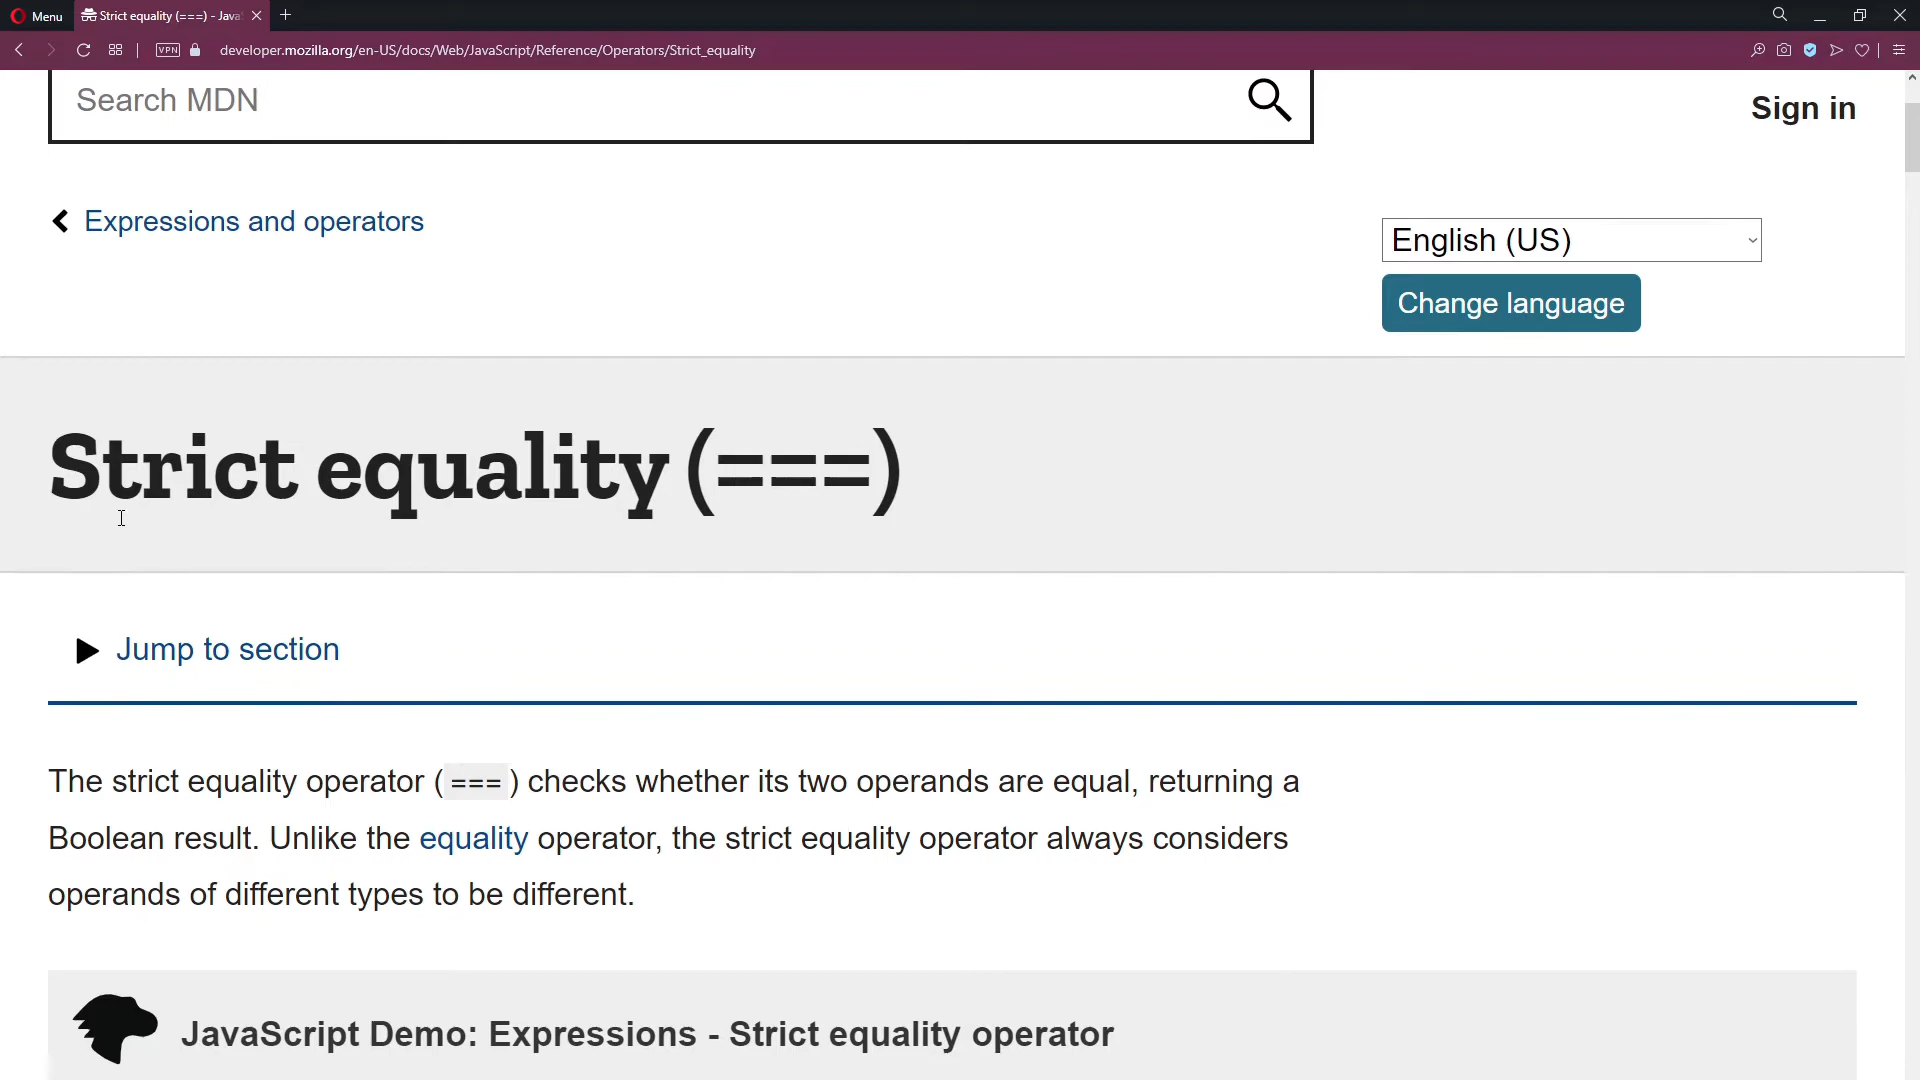 Menu
Strict equality (===) - Java
VPN
developer.mozilla.org/en-US/docs/Web/JavaScript/Reference/Operators/Strict_equality
Search MDN
Sign in
Expressions and operators
English (US)
Change language
Strict equality (===)
Jump to section
The strict equality operator (===) checks whether its two operands are equal, returning a
Boolean result. Unlike the equality operator, the strict equality operator always considers
operands of different types to be different.
JavaScript Demo: Expressions - Strict equality operator